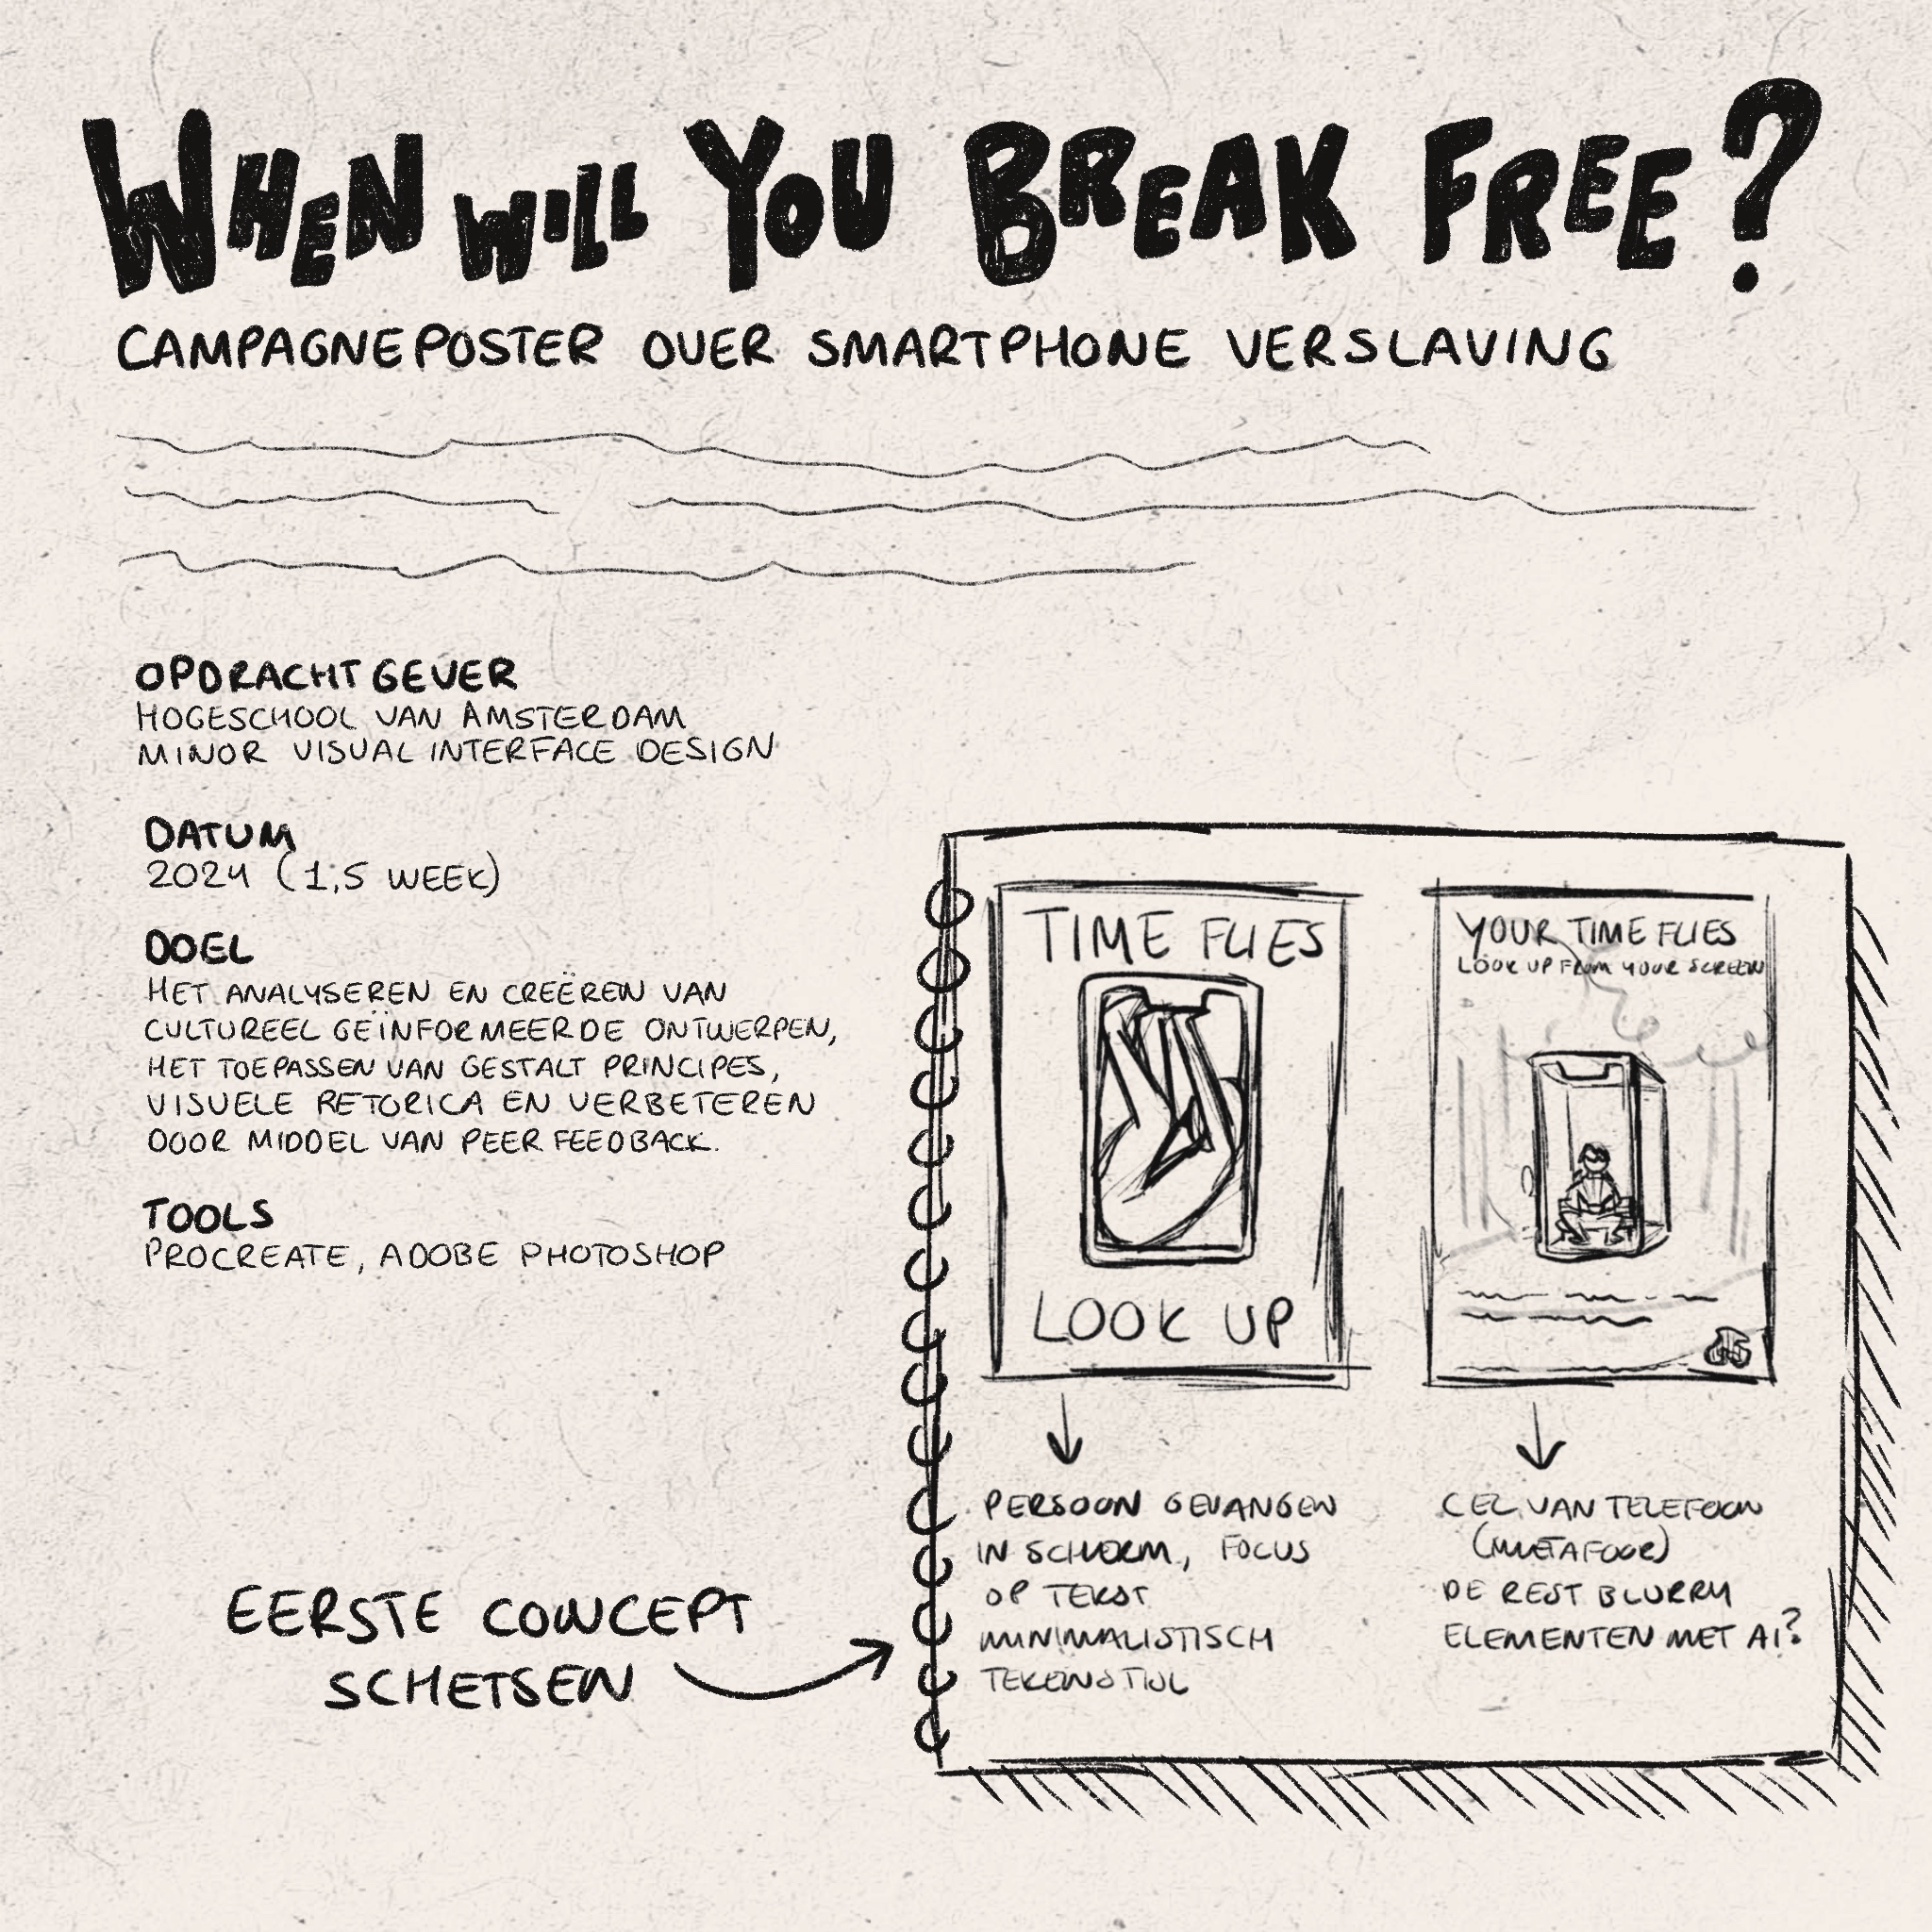 WHEN WILL YOU BREAK FREE?
CAMPAGNEPOSTER OVER SMARTPHONE VERSLAVING
OPDRACHTGEVER
HOGESCHOOL VAN AMSTERDAM
MINOR VISUAL INTERFACE DESIGN
DATUM
2024 (1,5 WEEK)
DOEL
HET ANALYSEREN EN CREËREN VAN
CULTUREEL GEÏNFORMEERDE ONTWERPEN,
HET TOEPASSEN VAN GESTALT PRINCIPES,
VISUELE RETORICA EN VERBETEREN
DOOR MIDDEL VAN PEER FEEDBACK.
TOOLS
PROCREATE, ADOBE PHOTOSHOP
EERSTE CONCEPT
SCHETSEN
TIME FLIES
LOOK UP
PERSOON GEVANGEN
IN SCHERM, FOCUS
OP TEKST
MINIMALISTISCH
TEKENSTIJL
YOUR TIME FLIES
LOOK UP FROM YOUR SCREEN
CEL VAN TELEFOON
(METAFOOR)
DE REST BLURRY
ELEMENTEN MET AI?